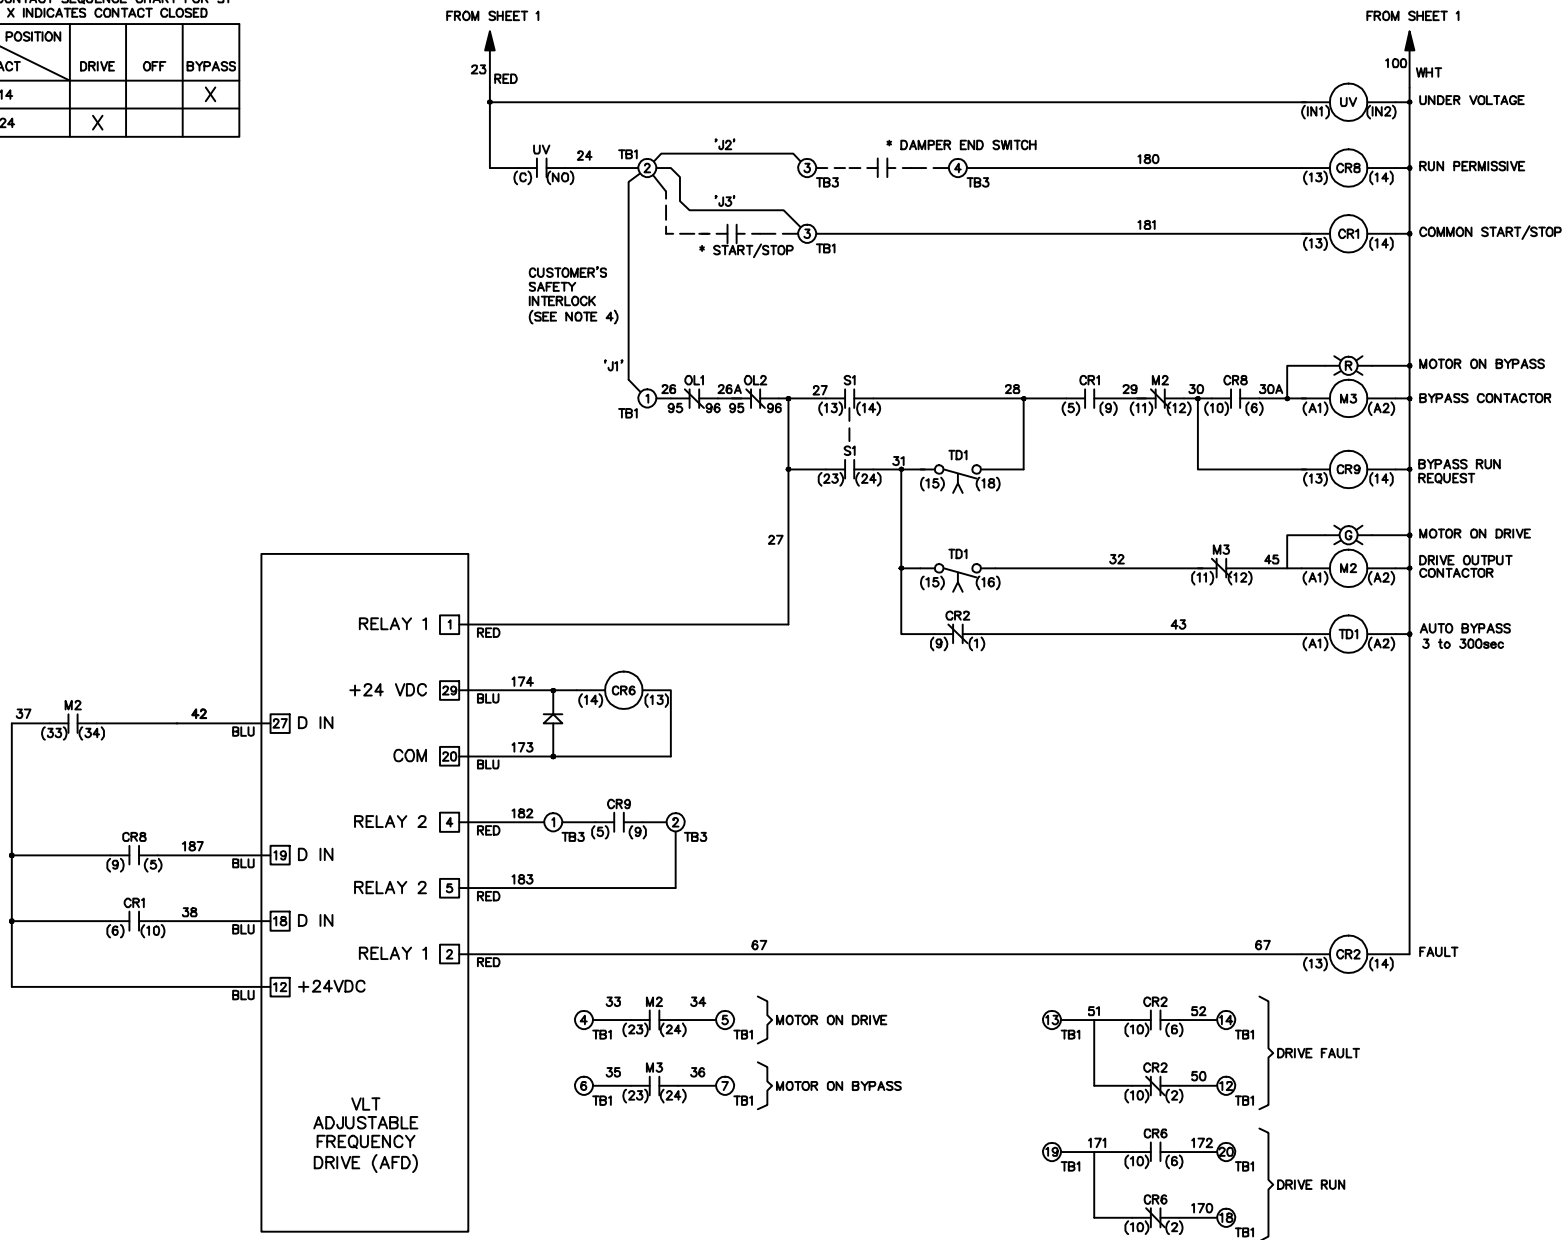 X INDICATES CONTACT CLOSED
POSITION
DRIVE
OFF
BYPASS
X
X
FROM SHEET 1
FROM SHEET 1
23
RED
100
WHT
(IN1)
UV
(IN2)
UNDER VOLTAGE
UV
(C)
(NO)
24
TB1
2
'J2'
3
TB3
* DAMPER END SWITCH
4
TB3
180
(13)
CR8
(14)
RUN PERMISSIVE
'J3'
* START/STOP
3
TB1
181
(13)
CR1
(14)
COMMON START/STOP
CUSTOMER'S
SAFETY
INTERLOCK
(SEE NOTE 4)
'J1'
R
MOTOR ON BYPASS
1
TB1
26
OL1
95
96
26A
OL2
95
96
27
S1
(13)
(14)
28
CR1
(5)
(9)
29
M2
(11)
(12)
30
CR8
(10)
(6)
30A
(A1)
M3
(A2)
BYPASS CONTACTOR
S1
(23)
(24)
31
TD1
(15)
(18)
(13)
CR9
(14)
BYPASS RUN
REQUEST
27
G
MOTOR ON DRIVE
TD1
(15)
(16)
32
M3
(11)
(12)
45
(A1)
M2
(A2)
DRIVE OUTPUT
CONTACTOR
CR2
(9)
(1)
43
(A1)
TD1
(A2)
AUTO BYPASS
3 to 300sec
RELAY 1
1
RED
+24 VDC
29
BLU
174
(14)
CR6
(13)
37
M2
(33)
(34)
42
BLU
27
D IN
COM
20
BLU
173
RELAY 2
4
RED
182
1
TB3
CR9
(5)
(9)
2
TB3
CR8
(9)
(5)
187
BLU
19
D IN
RELAY 2
5
RED
183
CR1
(6)
(10)
38
BLU
18
D IN
RELAY 1
2
RED
67
67
(13)
CR2
(14)
FAULT
BLU
12
+24VDC
4
TB1
33
M2
(23)
(24)
34
5
TB1
MOTOR ON DRIVE
6
TB1
35
M3
(23)
(24)
36
7
TB1
MOTOR ON BYPASS
13
TB1
51
CR2
(10)
(6)
52
14
TB1
CR2
(10)
(2)
50
12
TB1
DRIVE FAULT
19
TB1
171
CR6
(10)
(6)
172
20
TB1
CR6
(10)
(2)
170
18
TB1
DRIVE RUN
VLT
ADJUSTABLE
FREQUENCY
DRIVE (AFD)